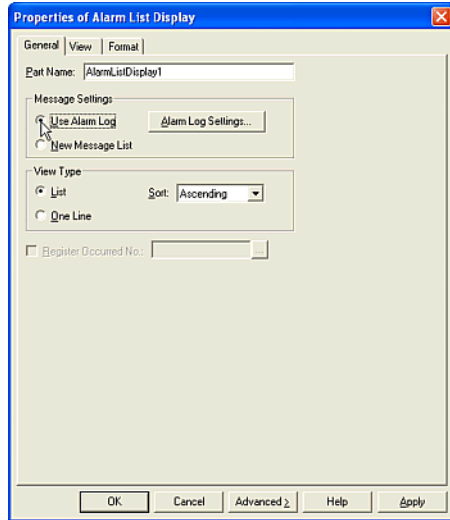 Properties of Alarm List Display
General View Format
Part Name: AlarmListDisplay1
Message Settings
Use Alarm Log Alarm Log Settings...
New Message List
View Type
List Sort: Ascending
One Line
Register Occurred No.: ...
OK Cancel Advanced > Help Apply